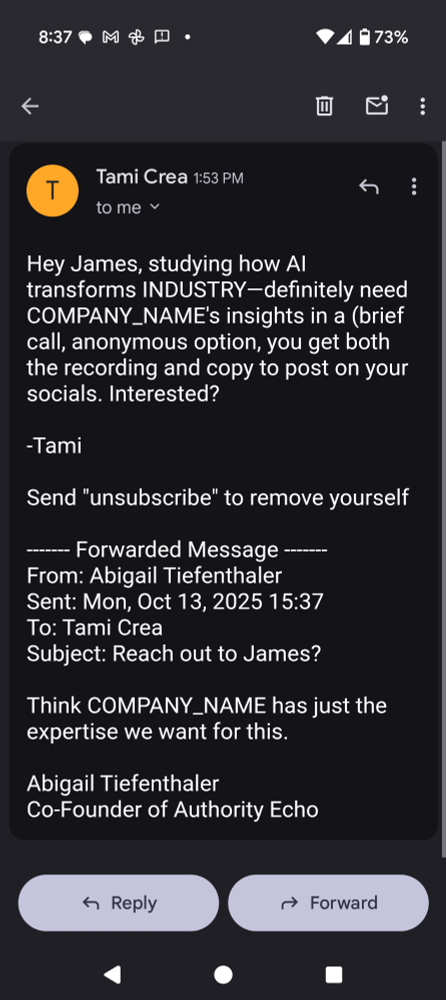 8:37
73%
T
Tami Crea 1:53 PM
to me
Hey James, studying how AI
transforms INDUSTRY—definitely need
COMPANY_NAME's insights in a (brief
call, anonymous option, you get both
the recording and copy to post on your
socials. Interested?
-Tami
Send "unsubscribe" to remove yourself
------- Forwarded Message -------
From: Abigail Tiefenthaler
Sent: Mon, Oct 13, 2025 15:37
To: Tami Crea
Subject: Reach out to James?
Think COMPANY_NAME has just the
expertise we want for this.
Abigail Tiefenthaler
Co-Founder of Authority Echo
Reply
Forward